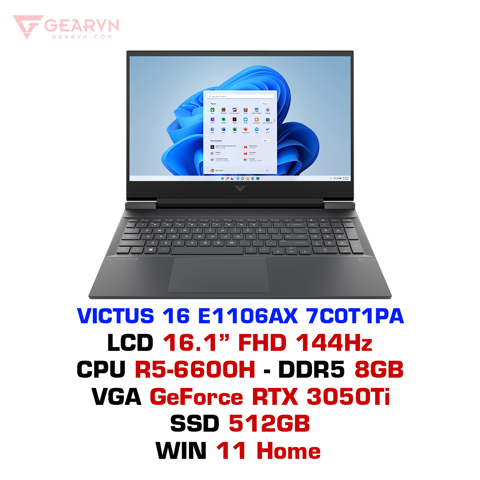 GEARVN
GEARVN.COM
VICTUS 16 E1106AX 7C0T1PA
LCD 16.1” FHD 144Hz
CPU R5-6600H - DDR5 8GB
VGA GeForce RTX 3050Ti
SSD 512GB
WIN 11 Home